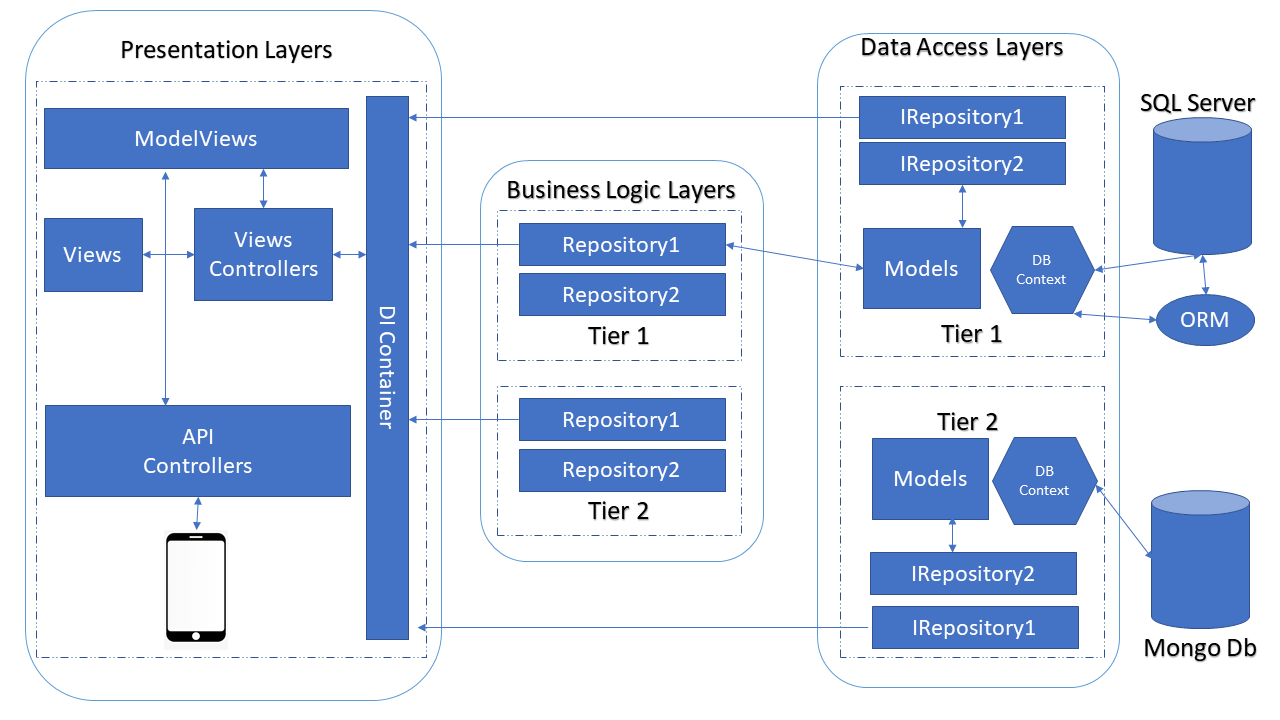 Presentation Layers
ModelViews
Views
Views
Controllers
API
Controllers
DI Container
Business Logic Layers
Repository1
Repository2
Tier 1
Repository1
Repository2
Tier 2
Data Access Layers
IRepository1
IRepository2
Models
DB
Context
Tier 1
Tier 2
Models
DB
Context
IRepository2
IRepository1
SQL Server
ORM
Mongo Db